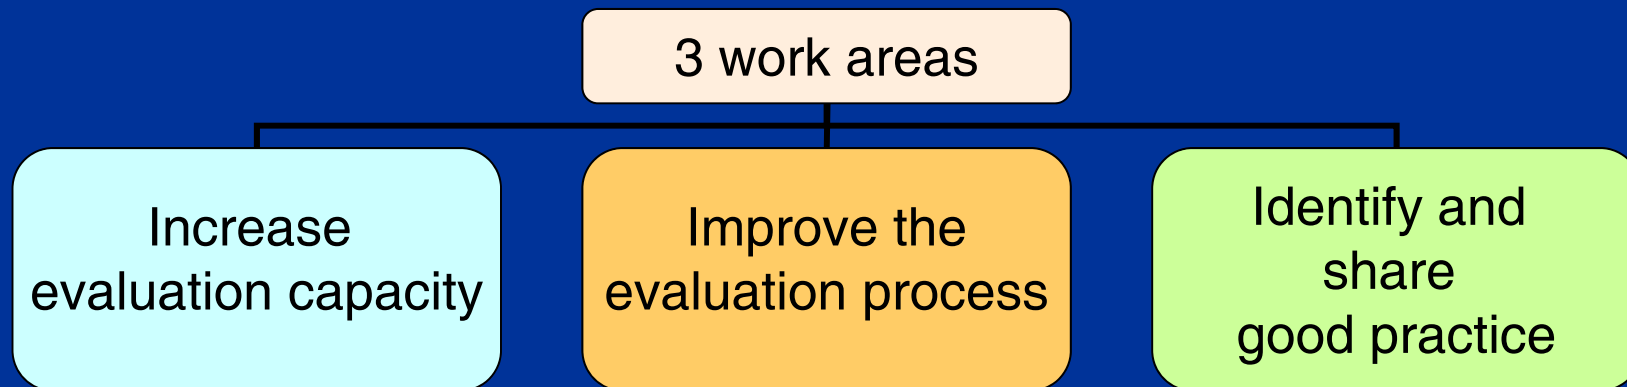 3 work areas
Increase
evaluation capacity
Improve the
evaluation process
Identify and
share
good practice